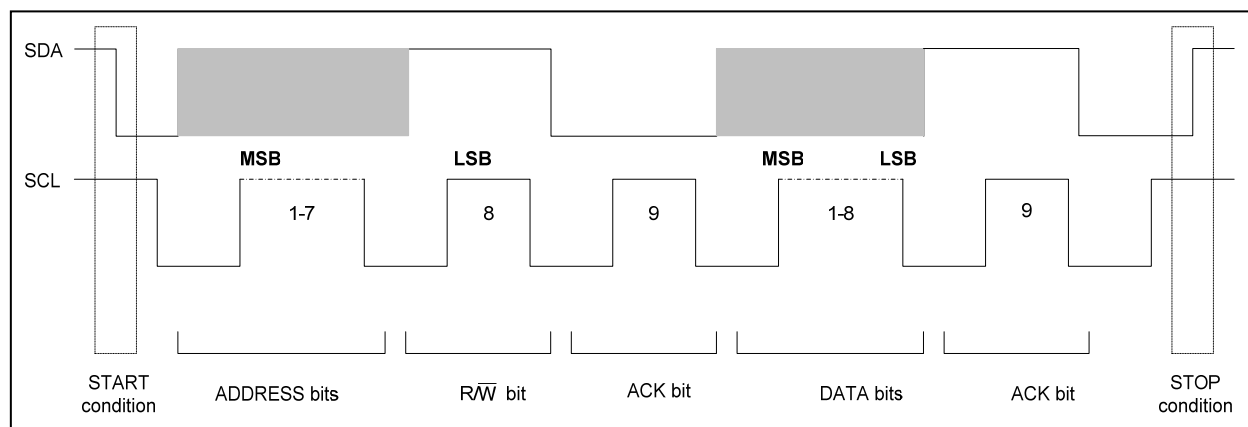 SDA
MSB LSB MSB LSB
SCL
1-7 8 9 1-8 9
START condition
ADDRESS bits
R/W̅ bit
ACK bit
DATA bits
ACK bit
STOP condition